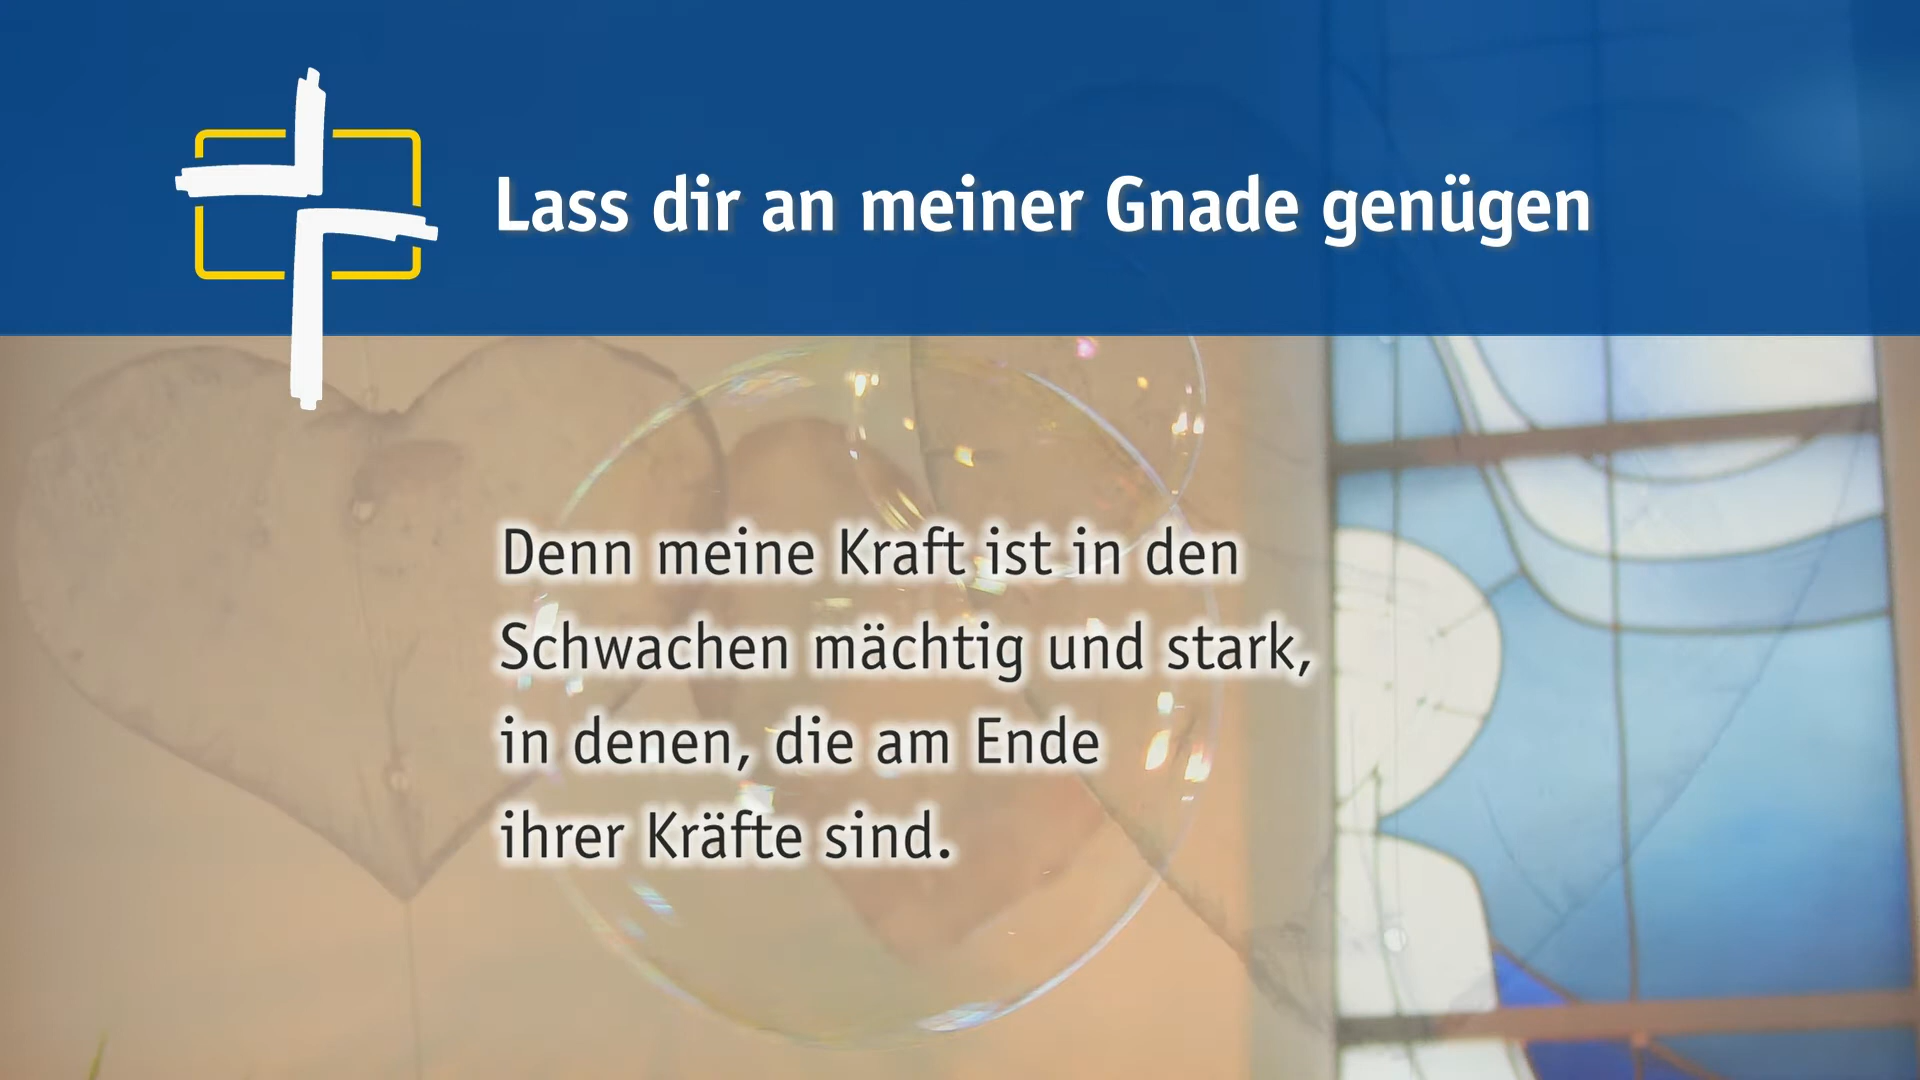 Lass dir an meiner Gnade genügen
Denn meine Kraft ist in den
Schwachen mächtig und stark,
in denen, die am Ende
ihrer Kräfte sind.